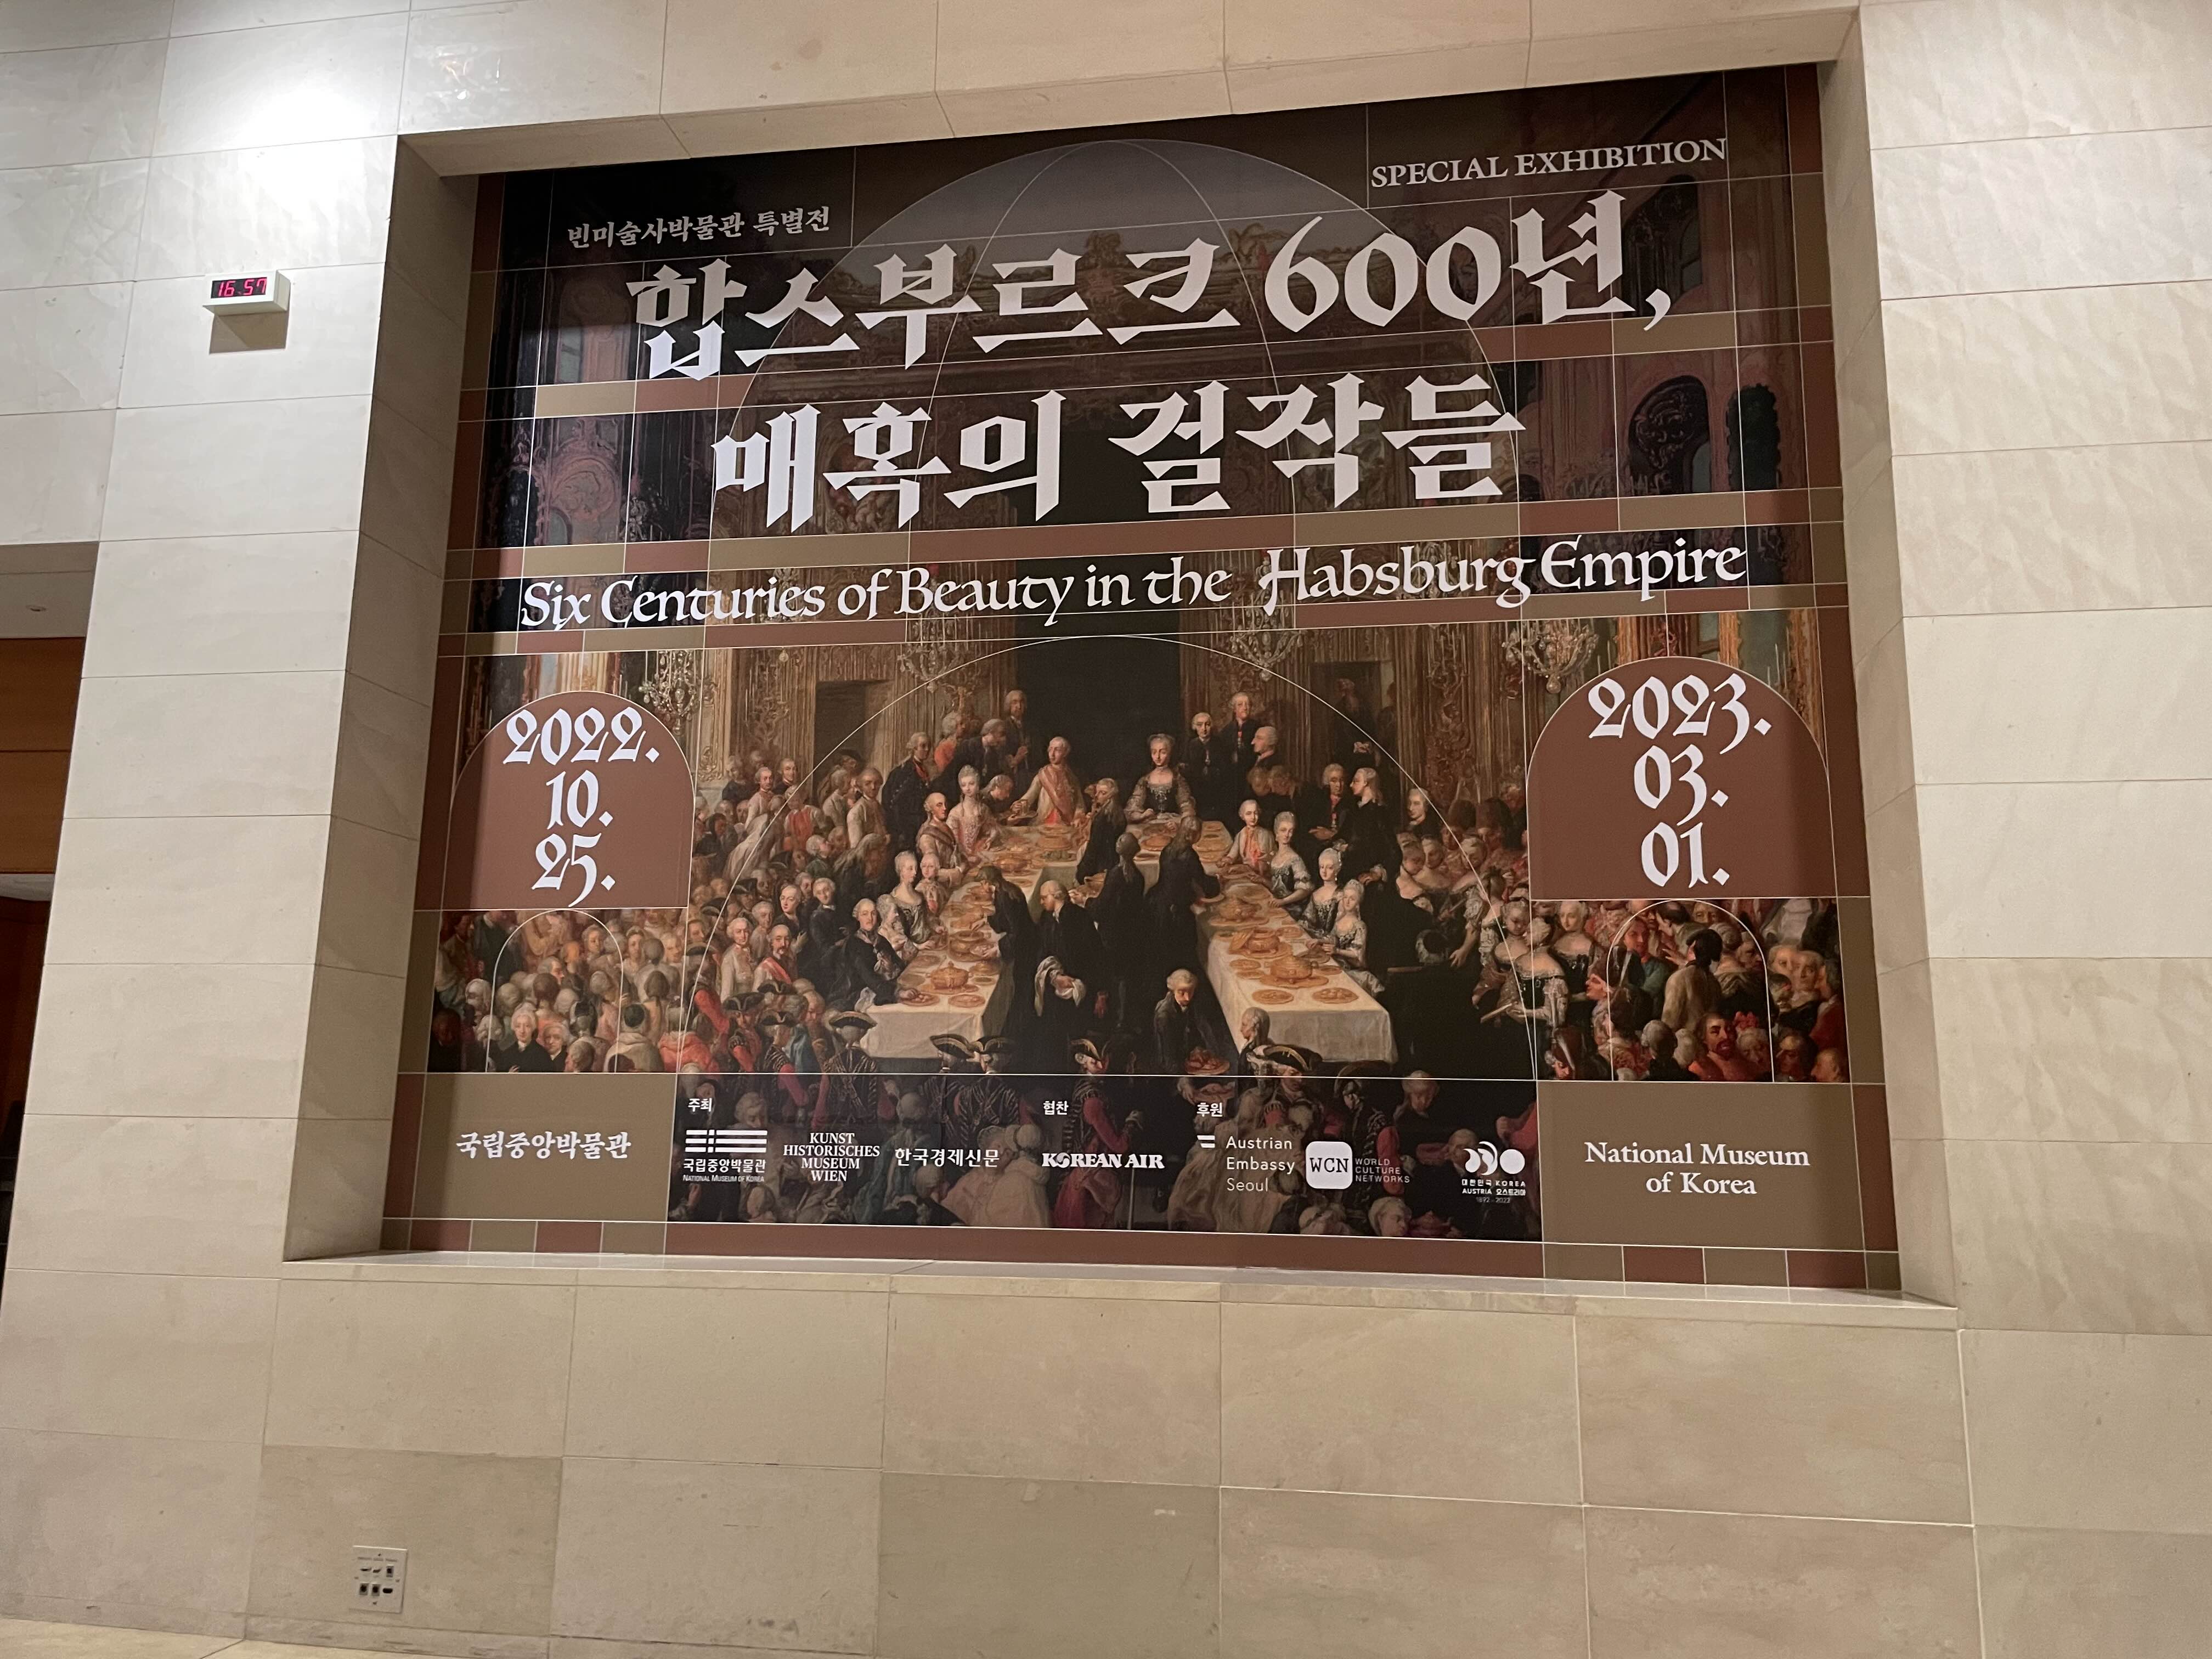 16:57
SPECIAL EXHIBITION
빈미술사박물관 특별전
합스부르크 600년,
매혹의 걸작들
Six Centuries of Beauty in the Habsburg Empire
2022.
10.
25.
2023.
03.
01.
국립중앙박물관
주최
국립중앙박물관
NATIONAL MUSEUM OF KOREA
KUNST
HISTORISCHES
MUSEUM
WIEN
한국경제신문
협찬
KOREAN AIR
후원
Austrian
Embassy
Seoul
WCN
WORLD
CULTURE
NETWORKS
대한민국 KOREA
AUSTRIA 오스트리아
1892 - 2022
National Museum
of Korea